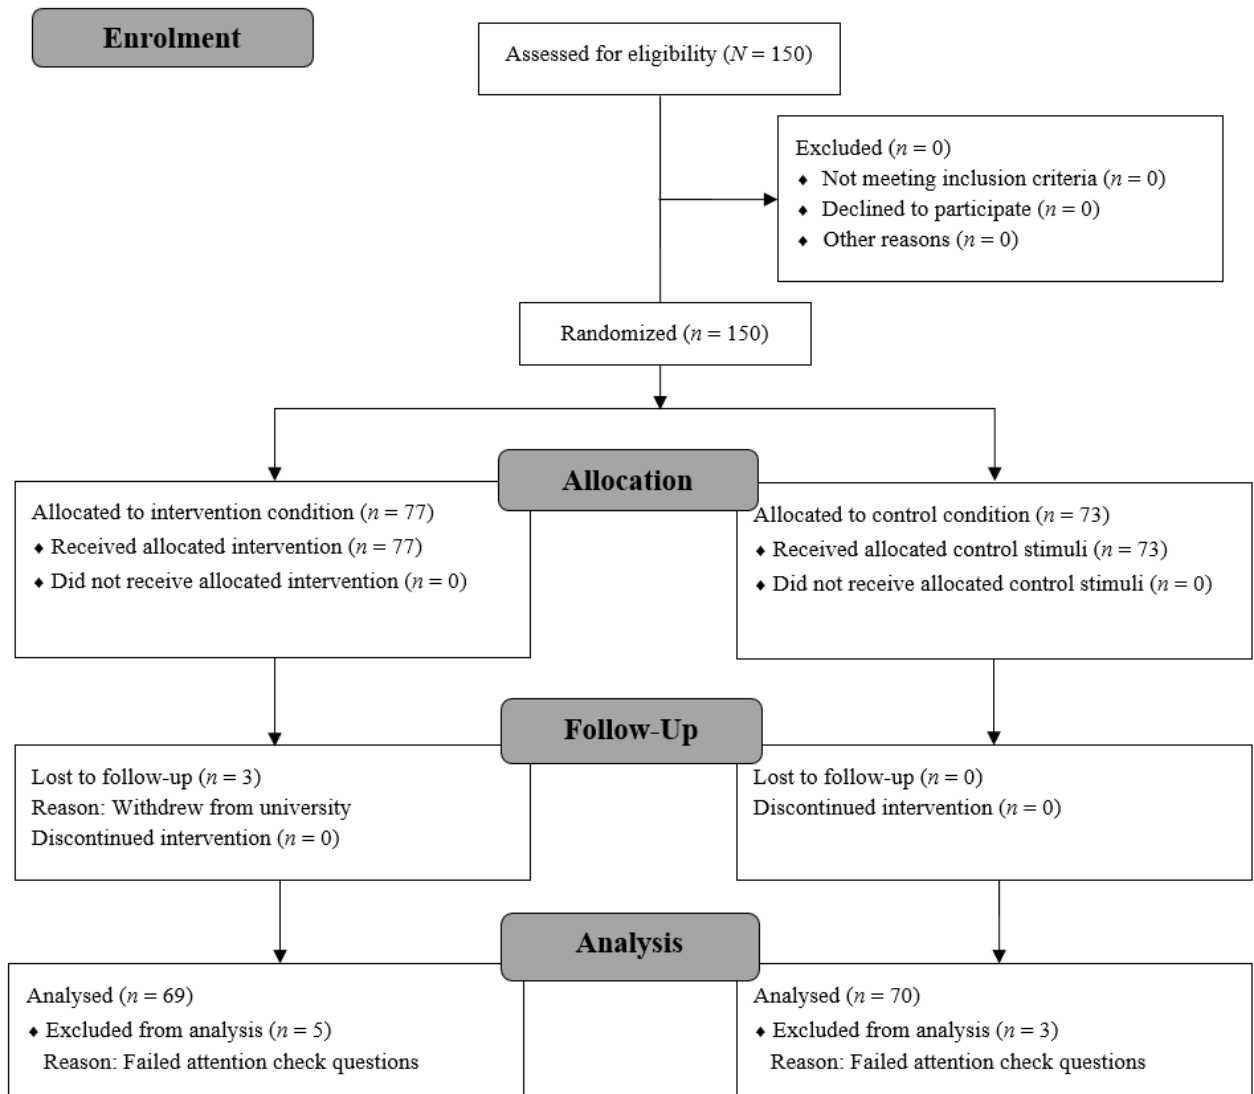 Enrolment
Assessed for eligibility (N = 150)
Excluded (n = 0)
♦ Not meeting inclusion criteria (n = 0)
♦ Declined to participate (n = 0)
♦ Other reasons (n = 0)
Randomized (n = 150)
Allocation
Allocated to intervention condition (n = 77)
♦ Received allocated intervention (n = 77)
♦ Did not receive allocated intervention (n = 0)
Allocated to control condition (n = 73)
♦ Received allocated control stimuli (n = 73)
♦ Did not receive allocated control stimuli (n = 0)
Follow-Up
Lost to follow-up (n = 3)
Reason: Withdrew from university
Discontinued intervention (n = 0)
Lost to follow-up (n = 0)
Discontinued intervention (n = 0)
Analysis
Analysed (n = 69)
♦ Excluded from analysis (n = 5)
Reason: Failed attention check questions
Analysed (n = 70)
♦ Excluded from analysis (n = 3)
Reason: Failed attention check questions